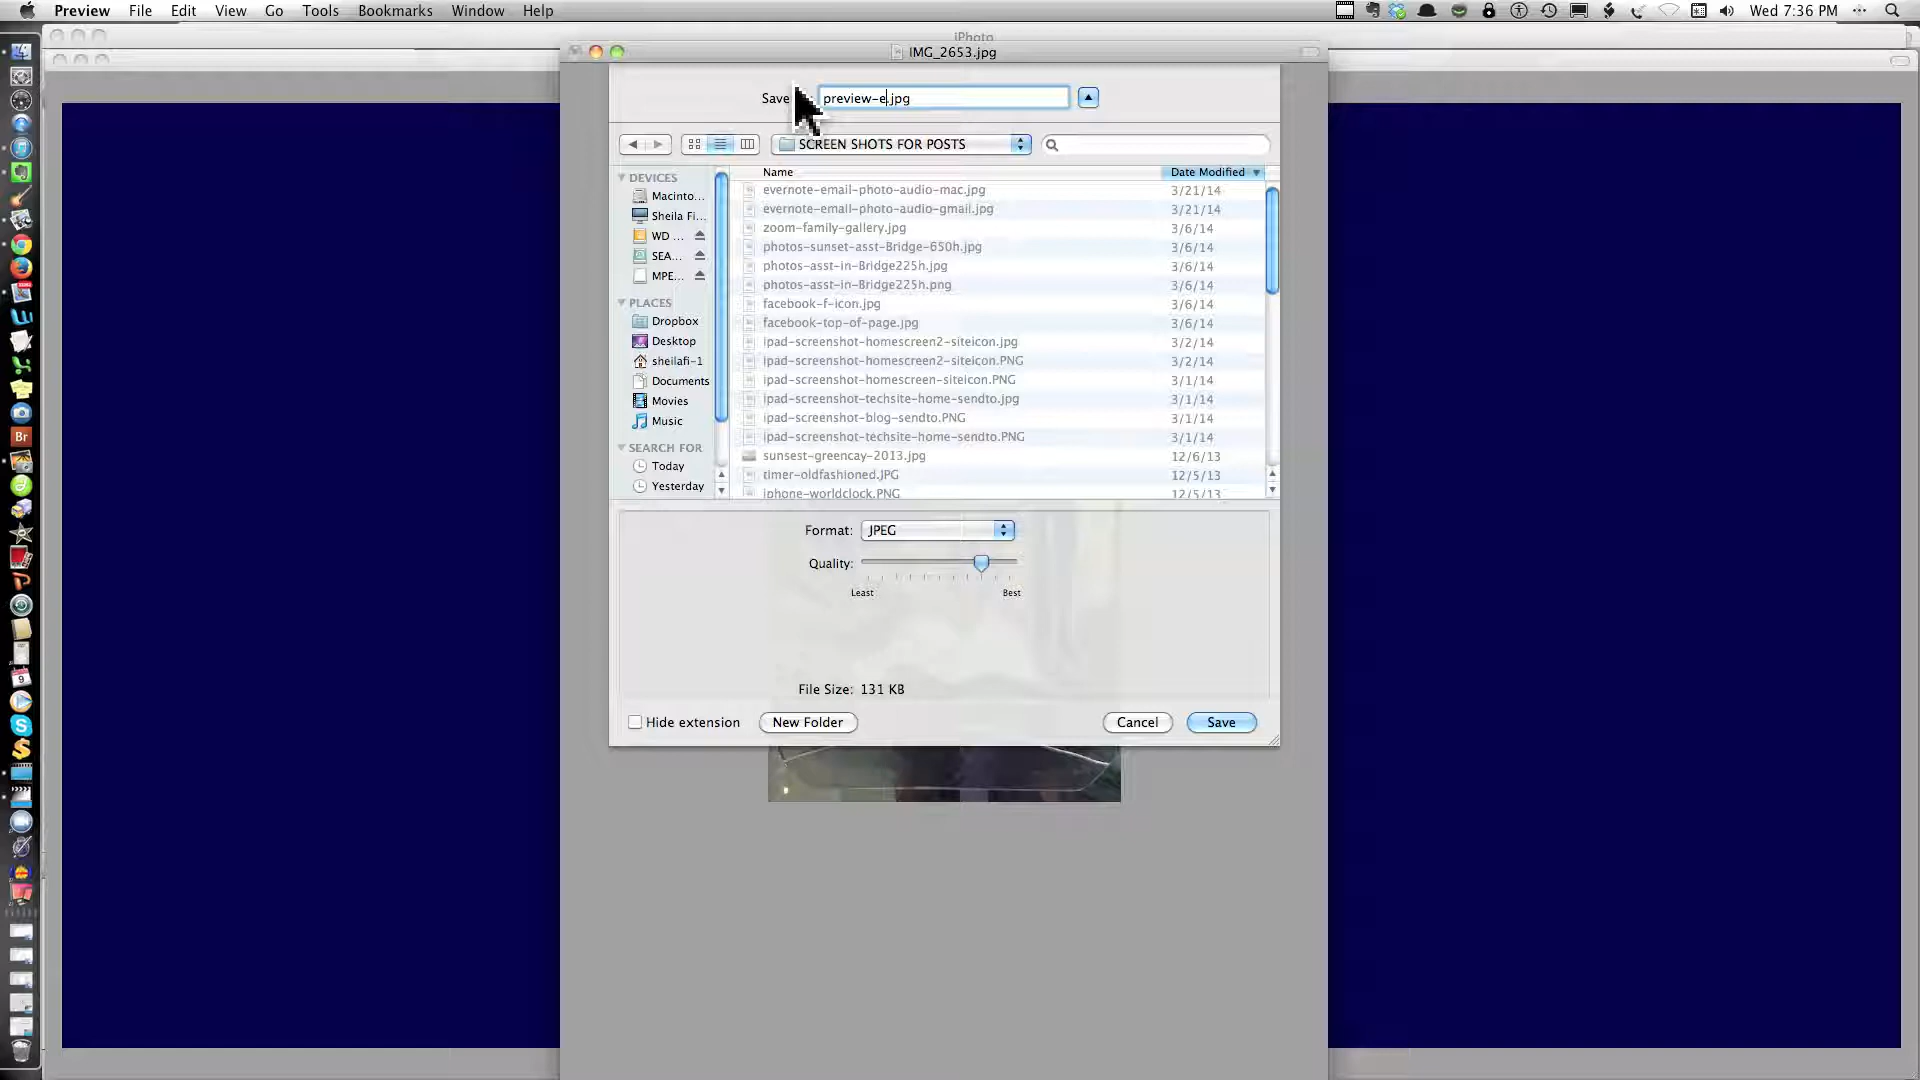 Preview File Edit View Go Tools Bookmarks Window Help Wed 7:36 PM
iPhoto
IMG_2653.jpg
Save preview-e.jpg
SCREEN SHOTS FOR POSTS
Name Date Modified
DEVICES
Macinto...
Sheila Fi...
WD ...
SEA...
MPE...
PLACES
Dropbox
Desktop
sheilafi-1
Documents
Movies
Music
SEARCH FOR
Today
Yesterday
evernote-email-photo-audio-mac.jpg 3/21/14
evernote-email-photo-audio-gmail.jpg 3/21/14
zoom-family-gallery.jpg 3/6/14
photos-sunset-asst-Bridge-650h.jpg 3/6/14
photos-asst-in-Bridge225h.jpg 3/6/14
photos-asst-in-Bridge225h.png 3/6/14
facebook-f-icon.jpg 3/6/14
facebook-top-of-page.jpg 3/6/14
ipad-screenshot-homescreen2-siteicon.jpg 3/2/14
ipad-screenshot-homescreen2-siteicon.PNG 3/2/14
ipad-screenshot-homescreen-siteicon.PNG 3/1/14
ipad-screenshot-techsite-home-sendto.jpg 3/1/14
ipad-screenshot-blog-sendto.PNG 3/1/14
ipad-screenshot-techsite-home-sendto.PNG 3/1/14
sunsest-greencay-2013.jpg 12/6/13
timer-oldfashioned.JPG 12/5/13
iphone-worldclock.PNG 12/5/13
Format: JPEG
Quality:
Least Best
File Size: 131 KB
Hide extension New Folder Cancel Save
Br
9